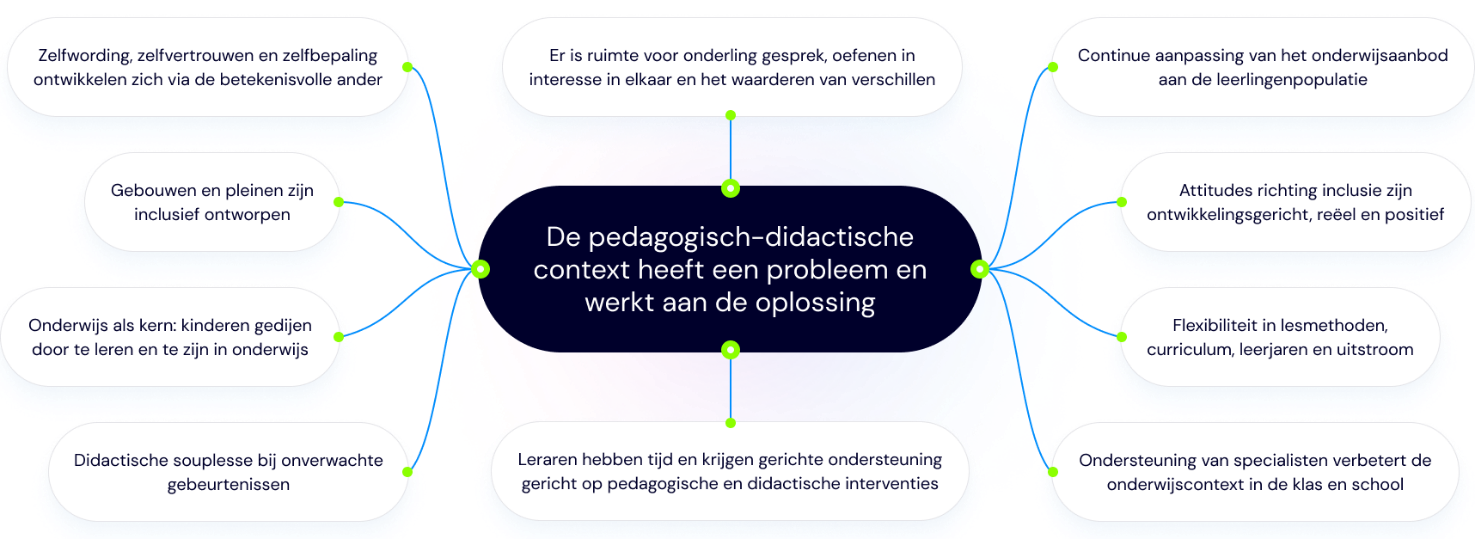 Zelfwording, zelfvertrouwen en zelfbepaling
ontwikkelen zich via de betekenisvolle ander
Er is ruimte voor onderling gesprek, oefenen in
interesse in elkaar en het waarderen van verschillen
Continue aanpassing van het onderwijsaanbod
aan de leerlingenpopulatie
Gebouwen en pleinen zijn
inclusief ontworpen
Attitudes richting inclusie zijn
ontwikkelingsgericht, reëel en positief
De pedagogisch-didactische
context heeft een probleem en
werkt aan de oplossing
Onderwijs als kern: kinderen gedijen
door te leren en te zijn in onderwijs
Flexibiliteit in lesmethoden,
curriculum, leerjaren en uitstroom
Didactische souplesse bij onverwachte
gebeurtenissen
Leraren hebben tijd en krijgen gerichte ondersteuning
gericht op pedagogische en didactische interventies
Ondersteuning van specialisten verbetert de
onderwijscontext in de klas en school